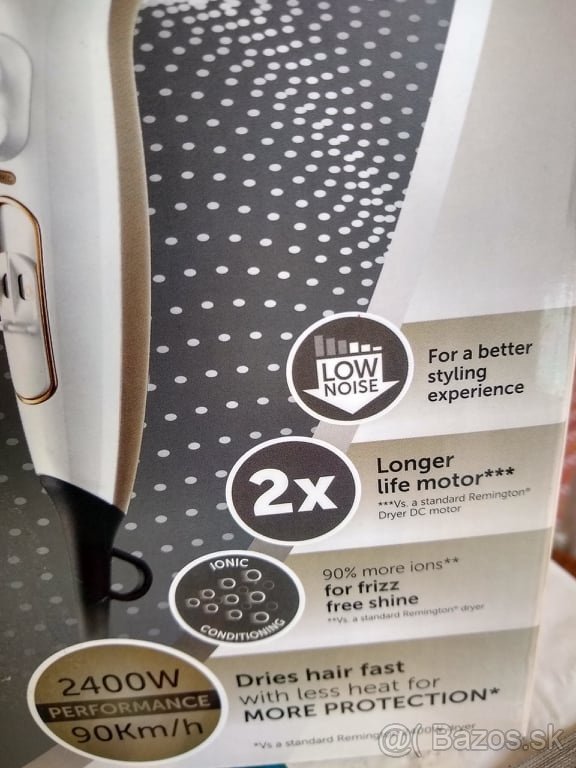 LOW
NOISE
For a better
styling
experience
2x
Longer
life motor***
***Vs. a standard Remington®
Dryer DC motor
IONIC
CONDITIONING
90% more ions**
for frizz
free shine
**Vs. a standard Remington® dryer
2400W
PERFORMANCE
90Km/h
Dries hair fast
with less heat for
MORE PROTECTION*
*Vs a standard Remington dryer
@( Bazos.sk